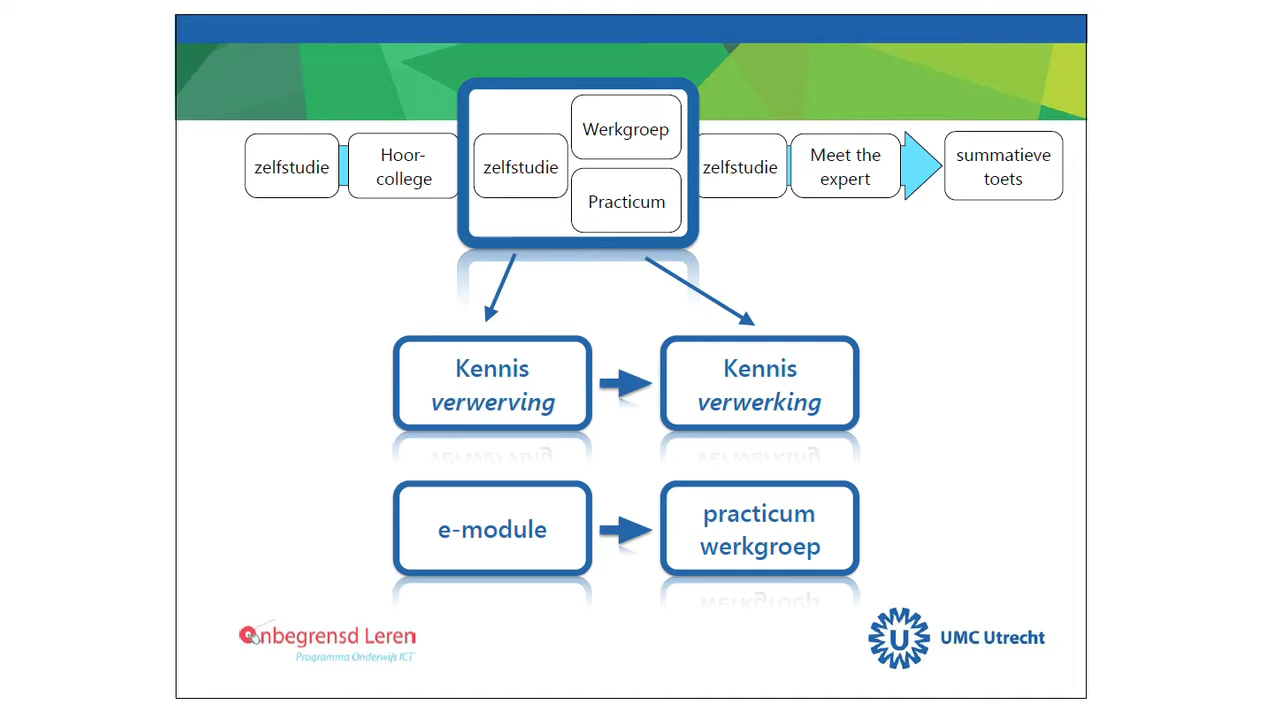 zelfstudie
Hoor-
college
zelfstudie
Werkgroep
Practicum
zelfstudie
Meet the
expert
summatieve
toets
Kennis
verwerving
Kennis
verwerking
e-module
practicum
werkgroep
Onbegrensd Leren
Programma Onderwijs ICT
U
UMC Utrecht